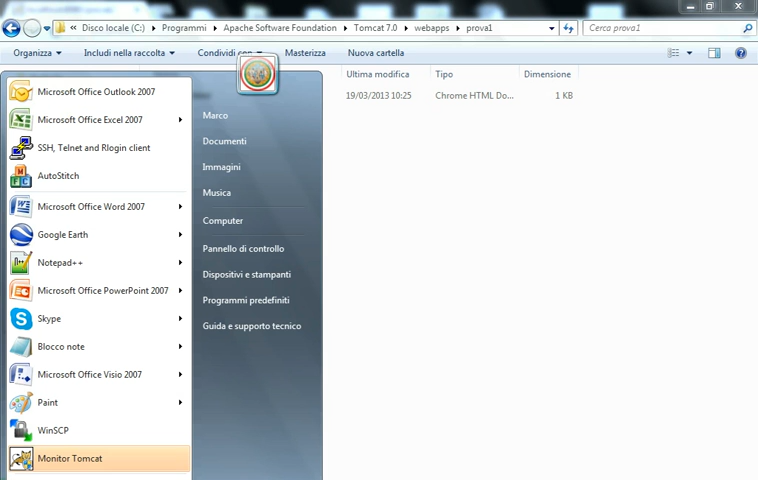 Disco locale (C:) Programmi Apache Software Foundation Tomcat 7.0 webapps prova1 Cerca prova1
Organizza Includi nella raccolta Condividi con Masterizza Nuova cartella
Ultima modifica Tipo Dimensione
19/03/2013 10:25 Chrome HTML Do... 1 KB
Microsoft Office Outlook 2007
Microsoft Office Excel 2007
SSH, Telnet and Rlogin client
AutoStitch
Microsoft Office Word 2007
Google Earth
Notepad++
Microsoft Office PowerPoint 2007
Skype
Blocco note
Microsoft Office Visio 2007
Paint
WinSCP
Monitor Tomcat
Marco
Documenti
Immagini
Musica
Computer
Pannello di controllo
Dispositivi e stampanti
Programmi predefiniti
Guida e supporto tecnico